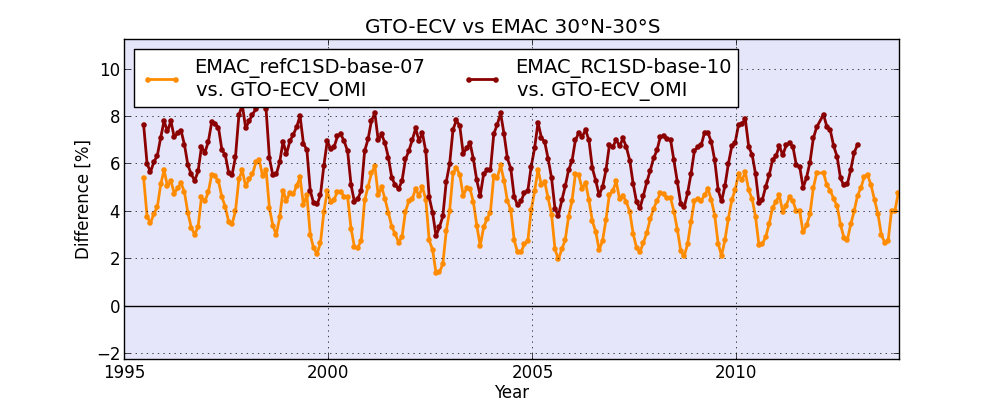 GTO-ECV vs EMAC 30°N-30°S
EMAC_refC1SD-base-07
vs. GTO-ECV_OMI
EMAC_RC1SD-base-10
vs. GTO-ECV_OMI
Difference [%]
10
8
6
4
2
0
−2
1995
2000
2005
2010
Year